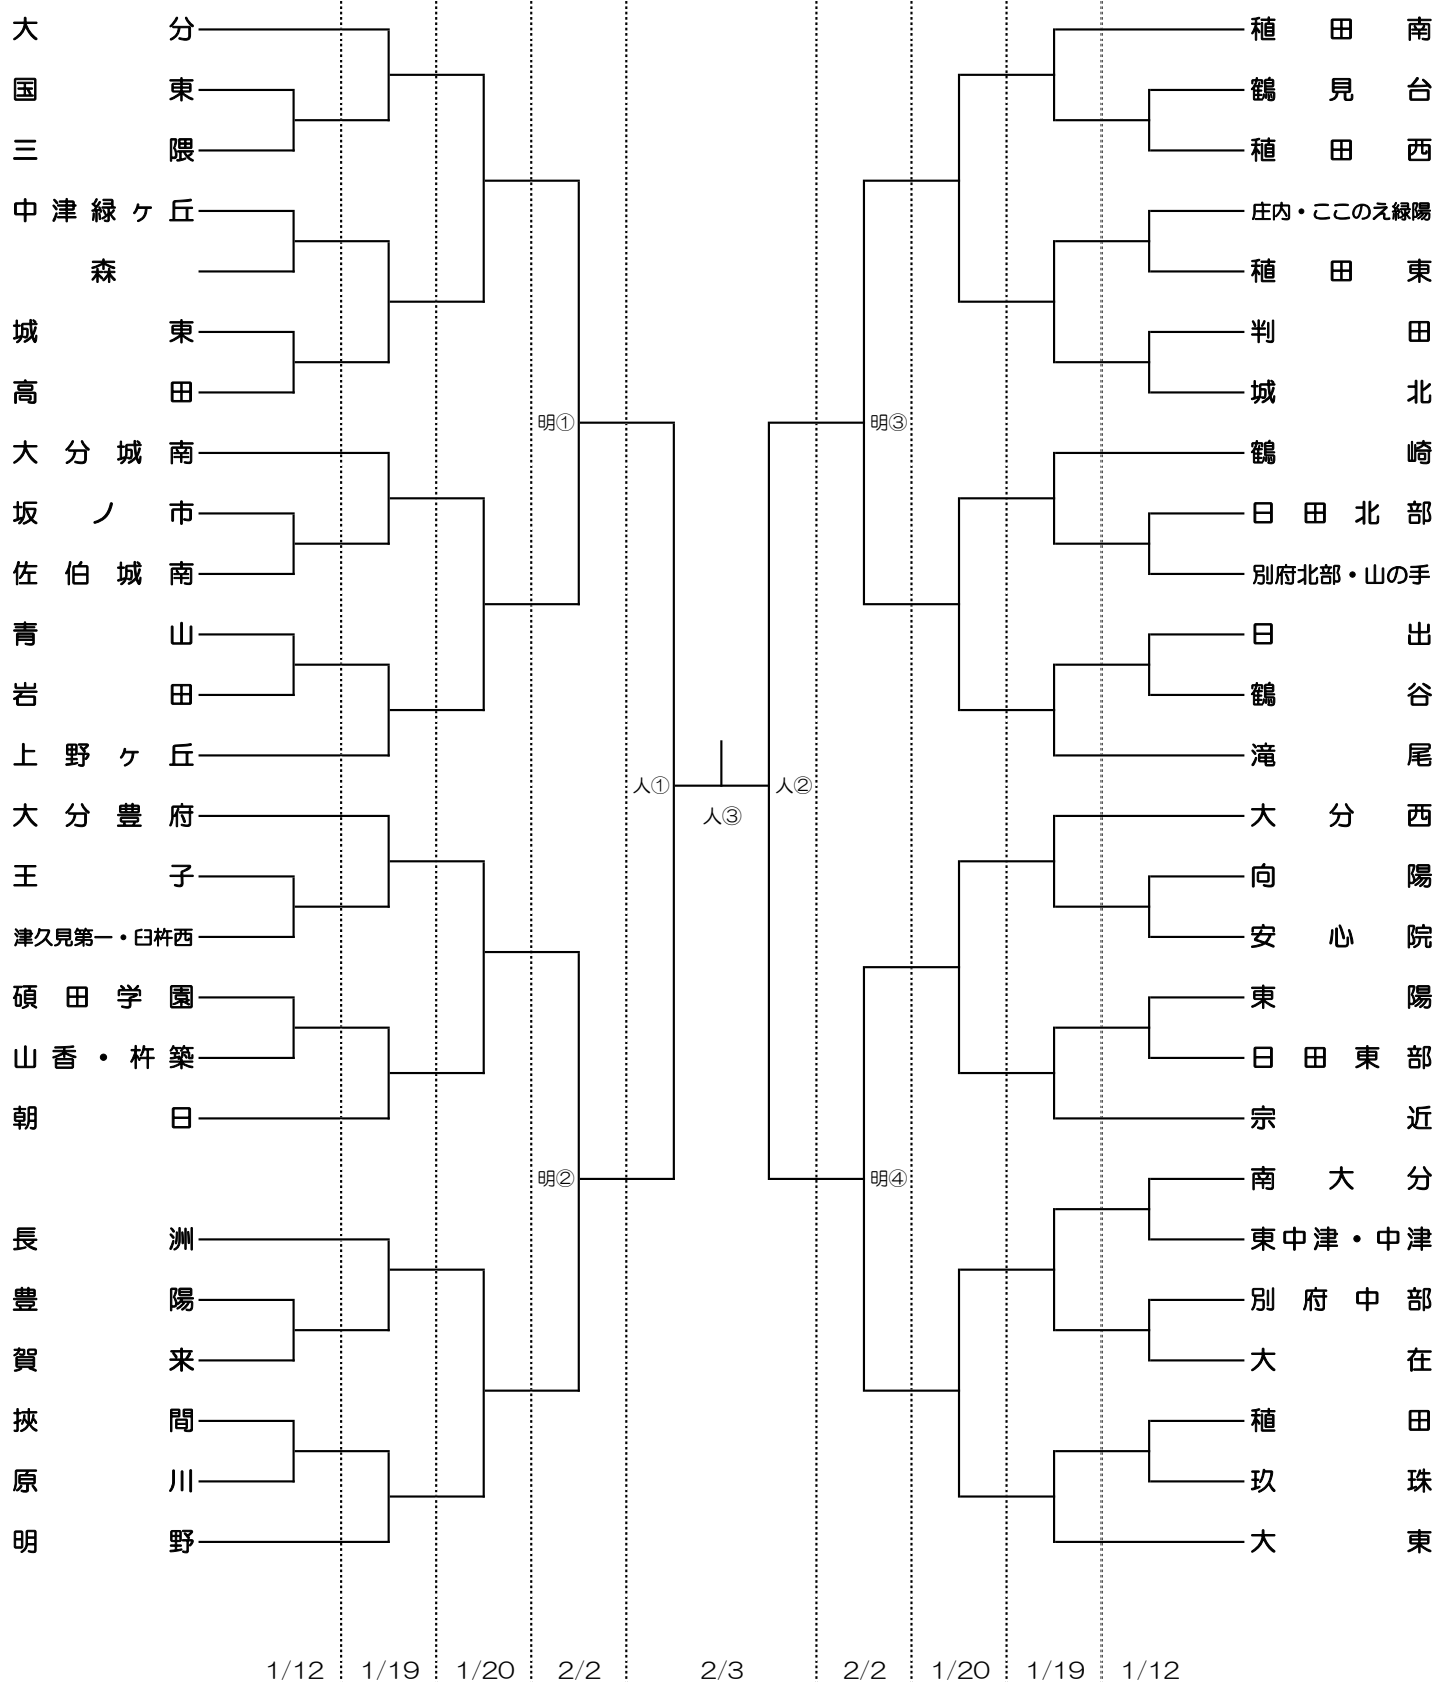 大分
国東
三隈
中津緑ヶ丘
森
城東
高田
大分城南
坂ノ市
佐伯城南
青山
岩田
上野ヶ丘
大分豊府
王子
津久見第一・臼杵西
碩田学園
山香・杵築
朝日
長洲
豊陽
賀来
挾間
原川
明野
明①
明②
人①
人③
人②
明③
明④
稙田南
鶴見台
稙田西
庄内・ここのえ緑陽
稙田東
判田
城北
鶴崎
日田北部
別府北部・山の手
日出
鶴谷
滝尾
大分西
向陽
安心院
東陽
日田東部
宗近
南大分
東中津・中津
別府中部
大在
稙田
玖珠
大東
1/12 1/19 1/20 2/2 2/3 2/2 1/20 1/19 1/12